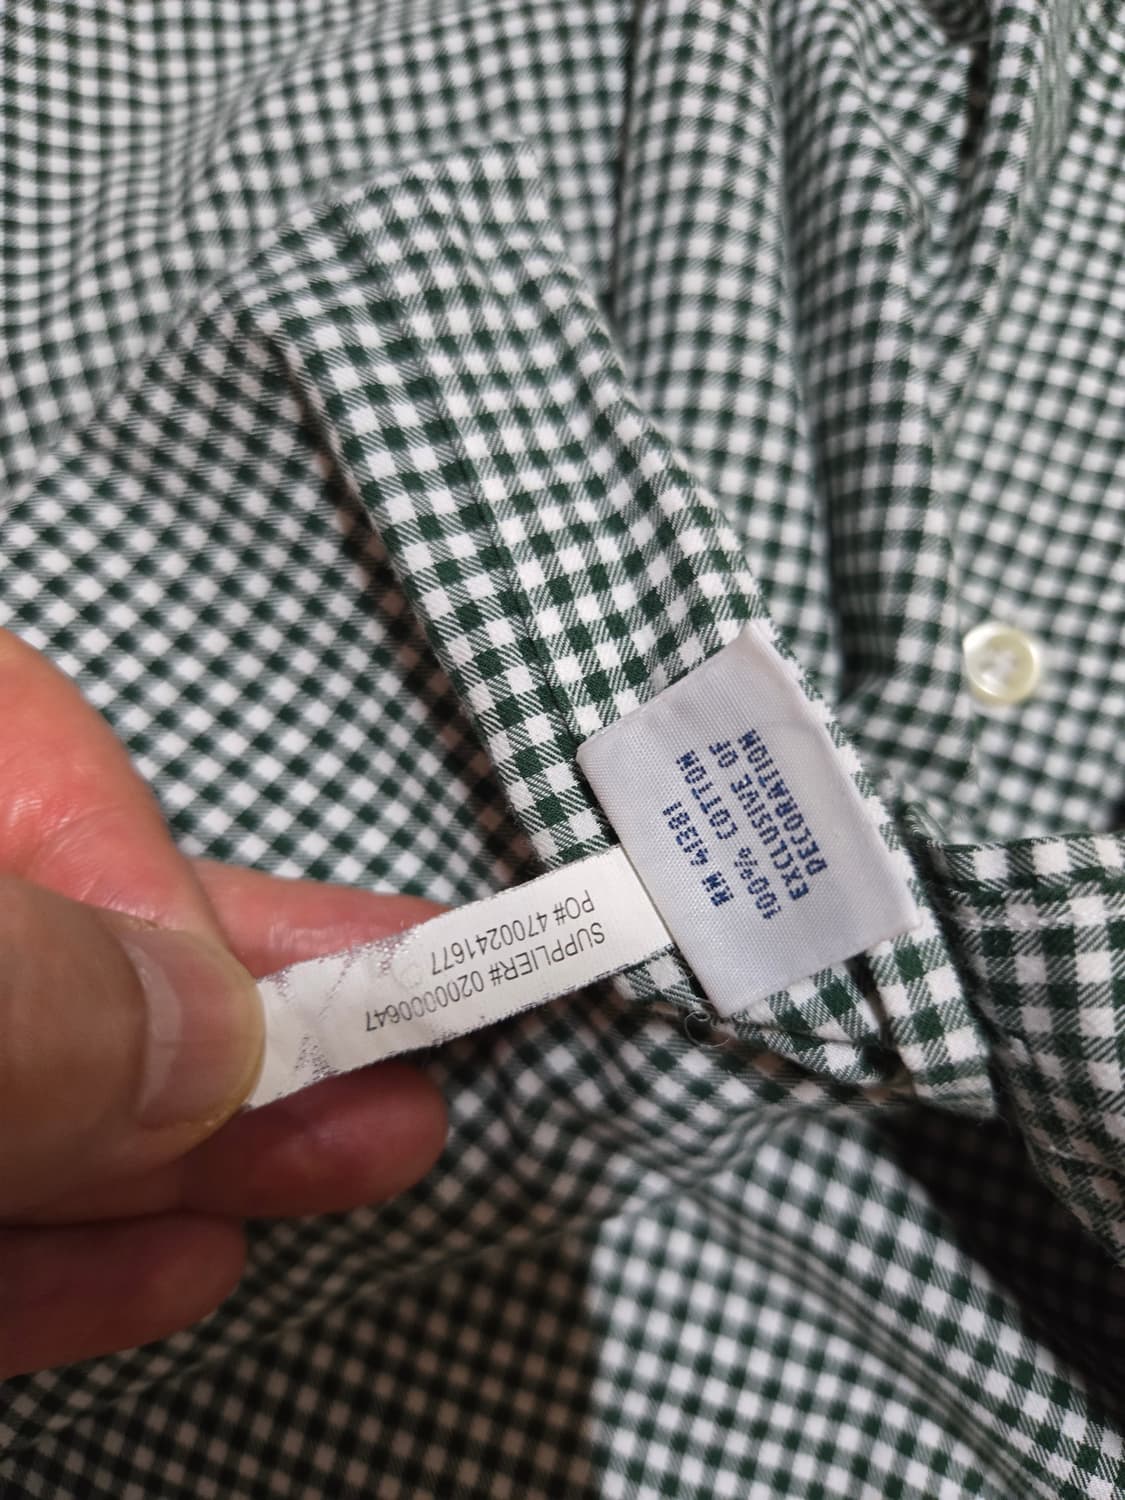 RN 41381
100% COTTON
EXCLUSIVE OF
DECORATION
SUPPLIER# 0200000647
PO# 4700241677